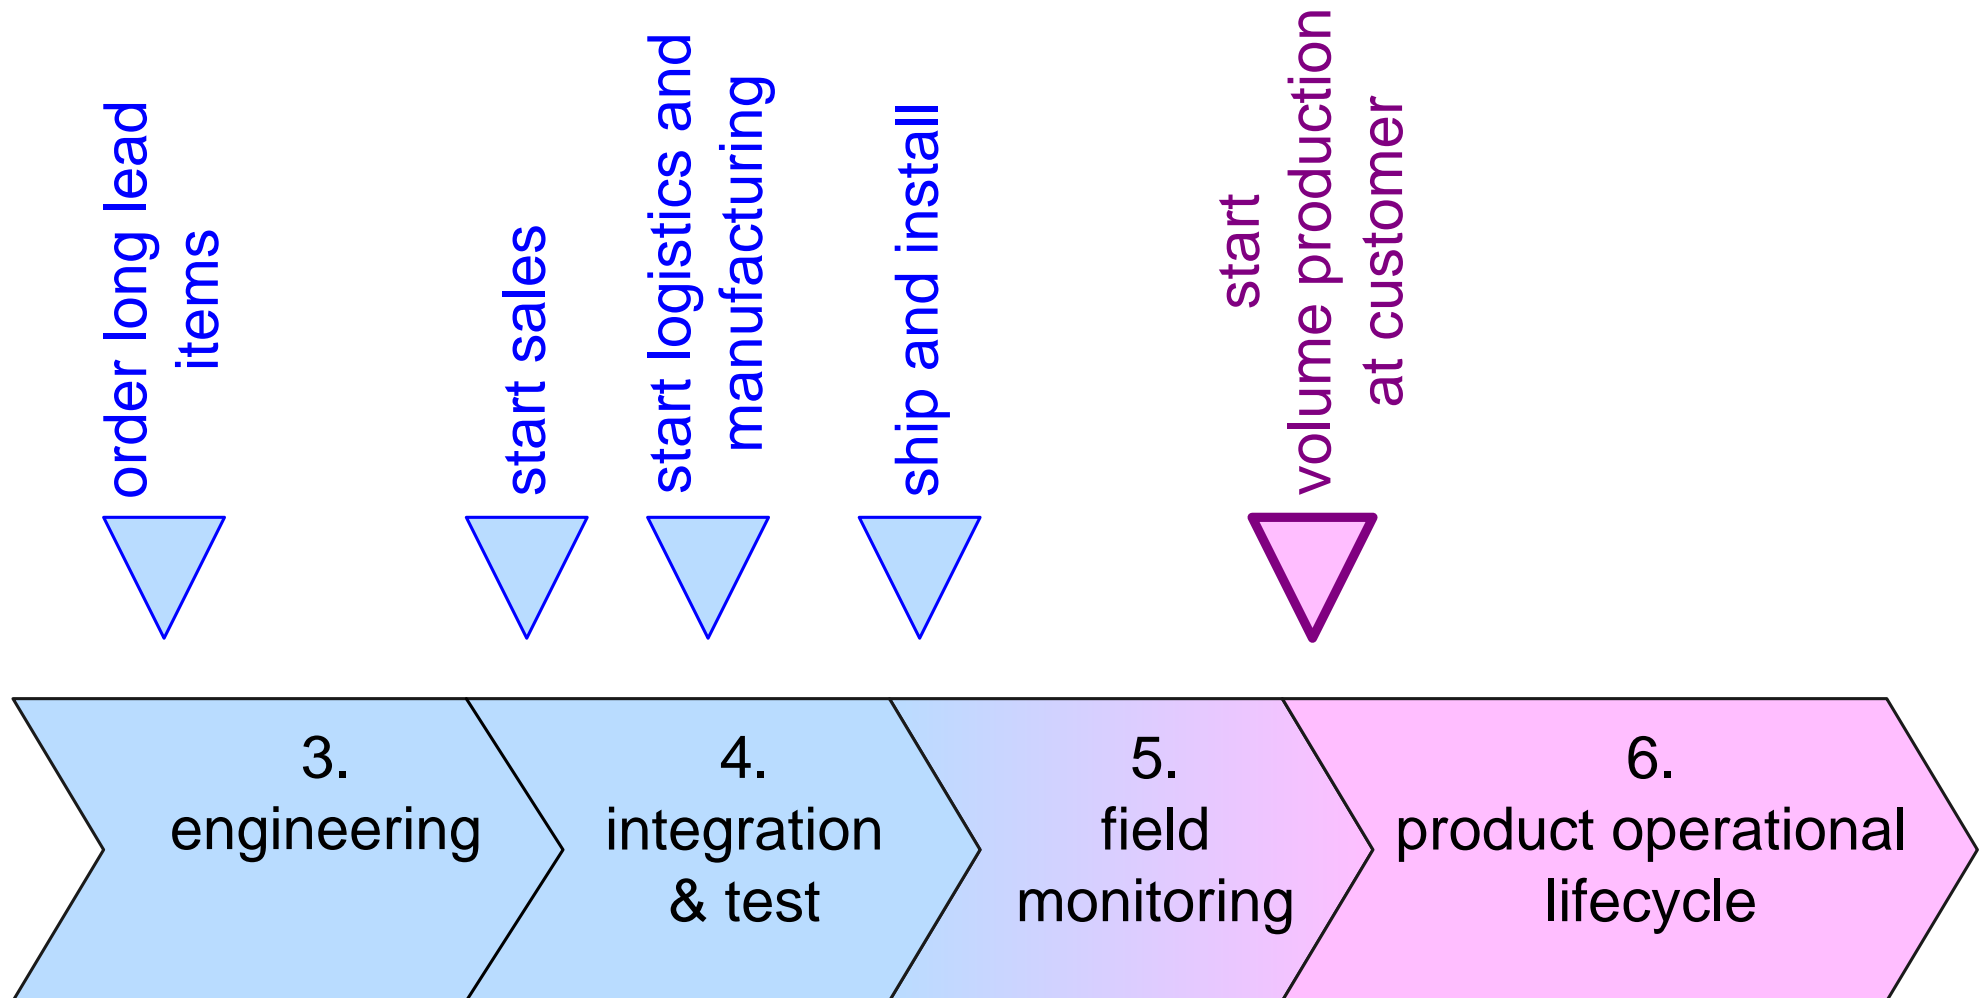 order long lead
items
start sales
start logistics and
manufacturing
ship and install
start
volume production
at customer
3.
engineering
4.
integration
& test
5.
field
monitoring
6.
product operational
lifecycle